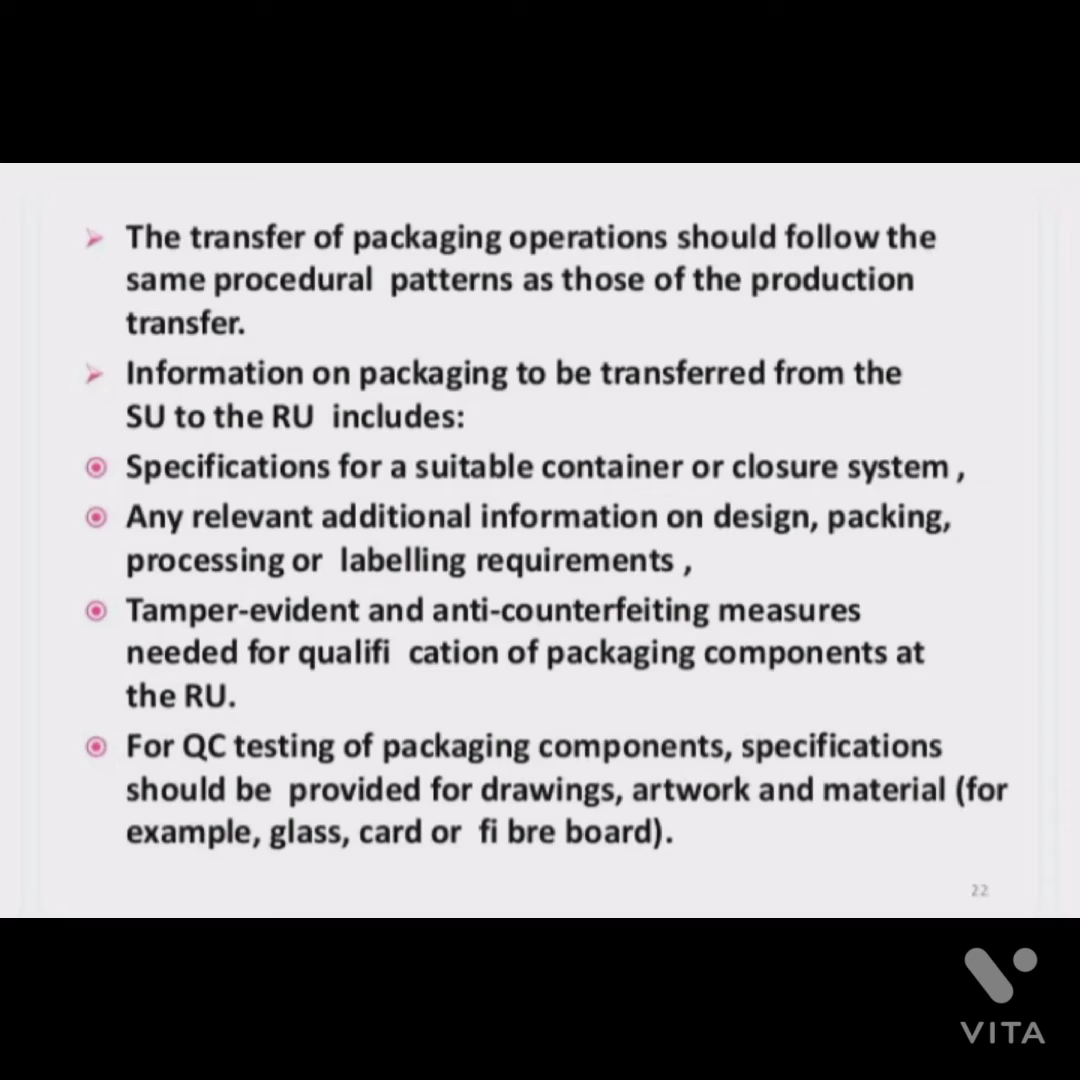 The transfer of packaging operations should follow the
same procedural patterns as those of the production
transfer.
Information on packaging to be transferred from the
SU to the RU includes:
Specifications for a suitable container or closure system ,
Any relevant additional information on design, packing,
processing or labelling requirements ,
Tamper-evident and anti-counterfeiting measures
needed for qualifi cation of packaging components at
the RU.
For QC testing of packaging components, specifications
should be provided for drawings, artwork and material (for
example, glass, card or fi bre board).
22
VITA